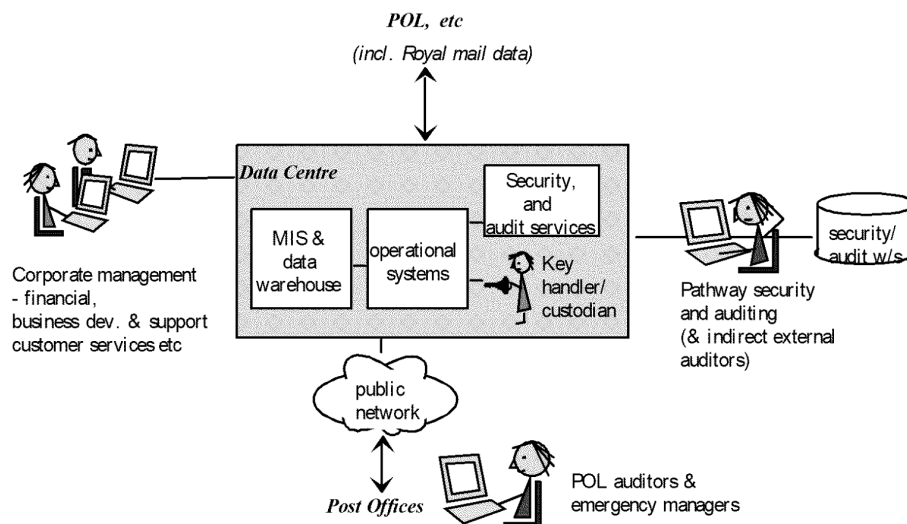 POL, etc
(incl. Royal mail data)
Data Centre
Security,
and
audit services
MIS &
data
warehouse
operational
systems
Key
handler/
custodian
security/
audit w/s
Corporate management
- financial,
business dev. & support
customer services etc
Pathway security
and auditing
(& indirect external
auditors)
public
network
Post Offices
POL auditors &
emergency managers